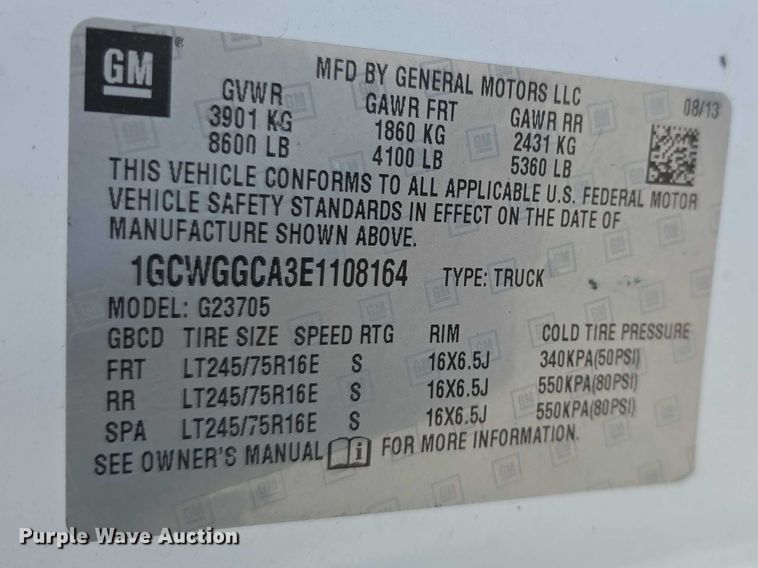 GM
MFD BY GENERAL MOTORS LLC
08/13
GVWR GAWR FRT GAWR RR
3901 KG 1860 KG 2431 KG
8600 LB 4100 LB 5360 LB
THIS VEHICLE CONFORMS TO ALL APPLICABLE U.S. FEDERAL MOTOR
VEHICLE SAFETY STANDARDS IN EFFECT ON THE DATE OF
MANUFACTURE SHOWN ABOVE.
1GCWGGCA3E1108164 TYPE: TRUCK
MODEL: G23705
GBCD TIRE SIZE SPEED RTG RIM COLD TIRE PRESSURE
FRT LT245/75R16E S 16X6.5J 340KPA(50PSI)
RR LT245/75R16E S 16X6.5J 550KPA(80PSI)
SPA LT245/75R16E S 16X6.5J 550KPA(80PSI)
SEE OWNER'S MANUAL i FOR MORE INFORMATION.
Purple Wave Auction